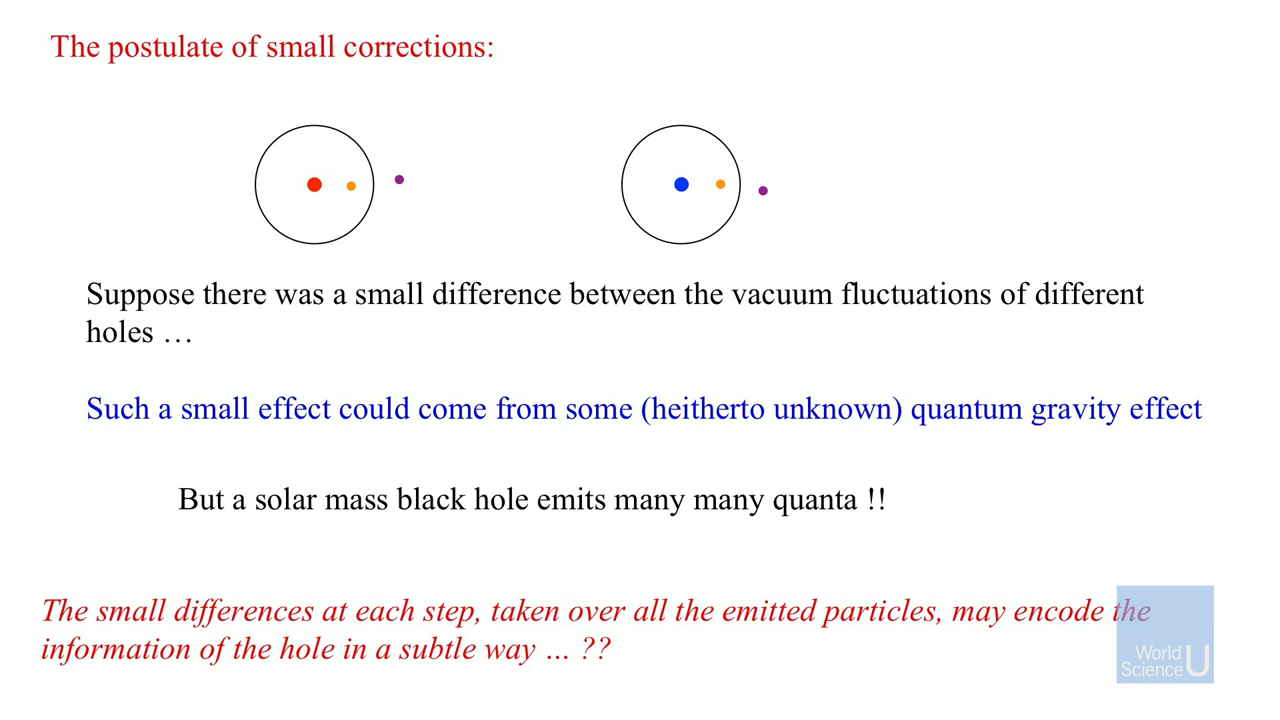 The postulate of small corrections:
Suppose there was a small difference between the vacuum fluctuations of different
holes …
Such a small effect could come from some (heitherto unknown) quantum gravity effect
But a solar mass black hole emits many many quanta !!
The small differences at each step, taken over all the emitted particles, may encode the
information of the hole in a subtle way … ??
World
Science U